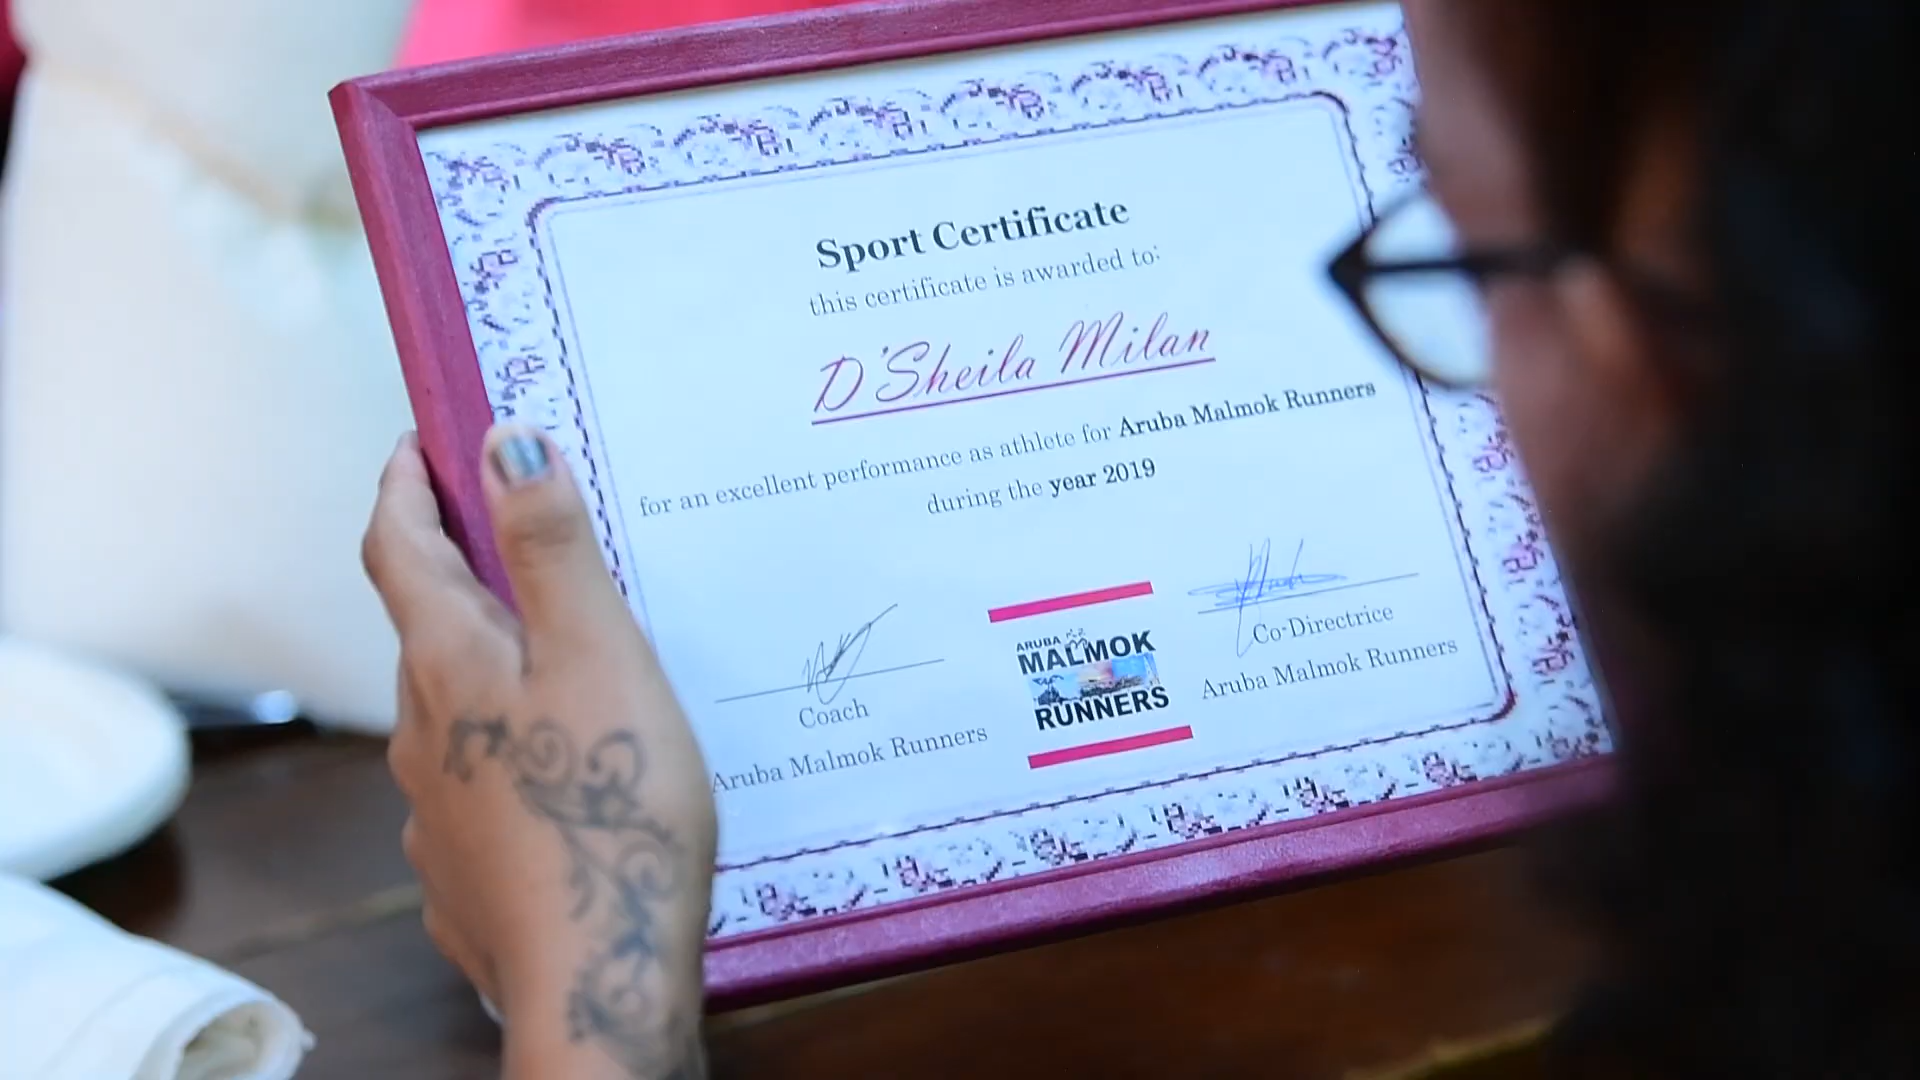 Sport Certificate
this certificate is awarded to:
D'Sheila Milan
for an excellent performance as athlete for Aruba Malmok Runners
during the year 2019
Coach
Aruba Malmok Runners
ARUBA
MALMOK
RUNNERS
Co-Directrice
Aruba Malmok Runners